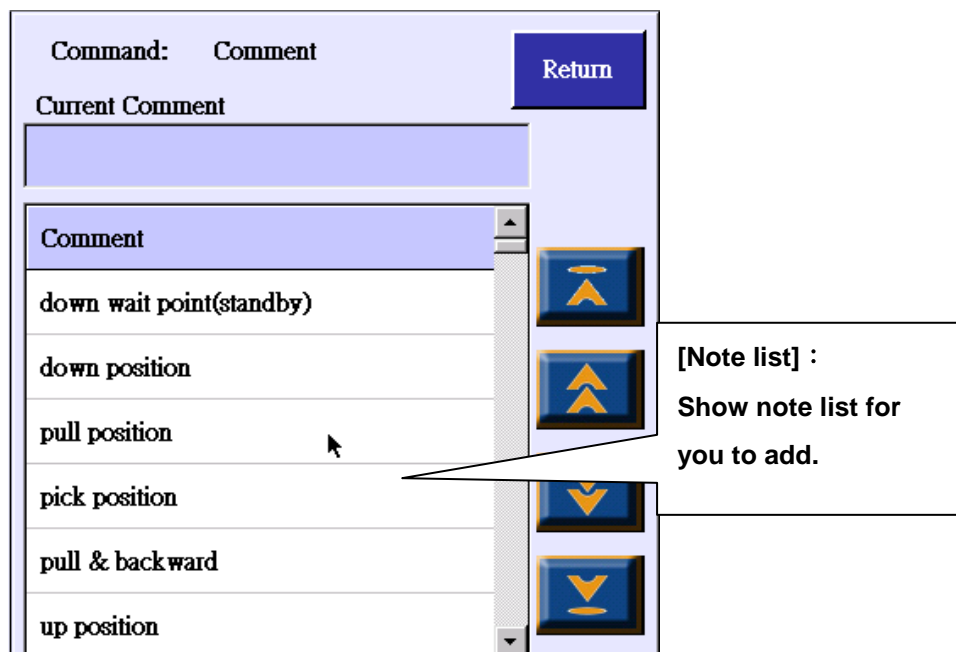 Command: Comment
Return
Current Comment
Comment
down wait point(standby)
down position
pull position
pick position
pull & backward
up position
[Note list]：
Show note list for
you to add.